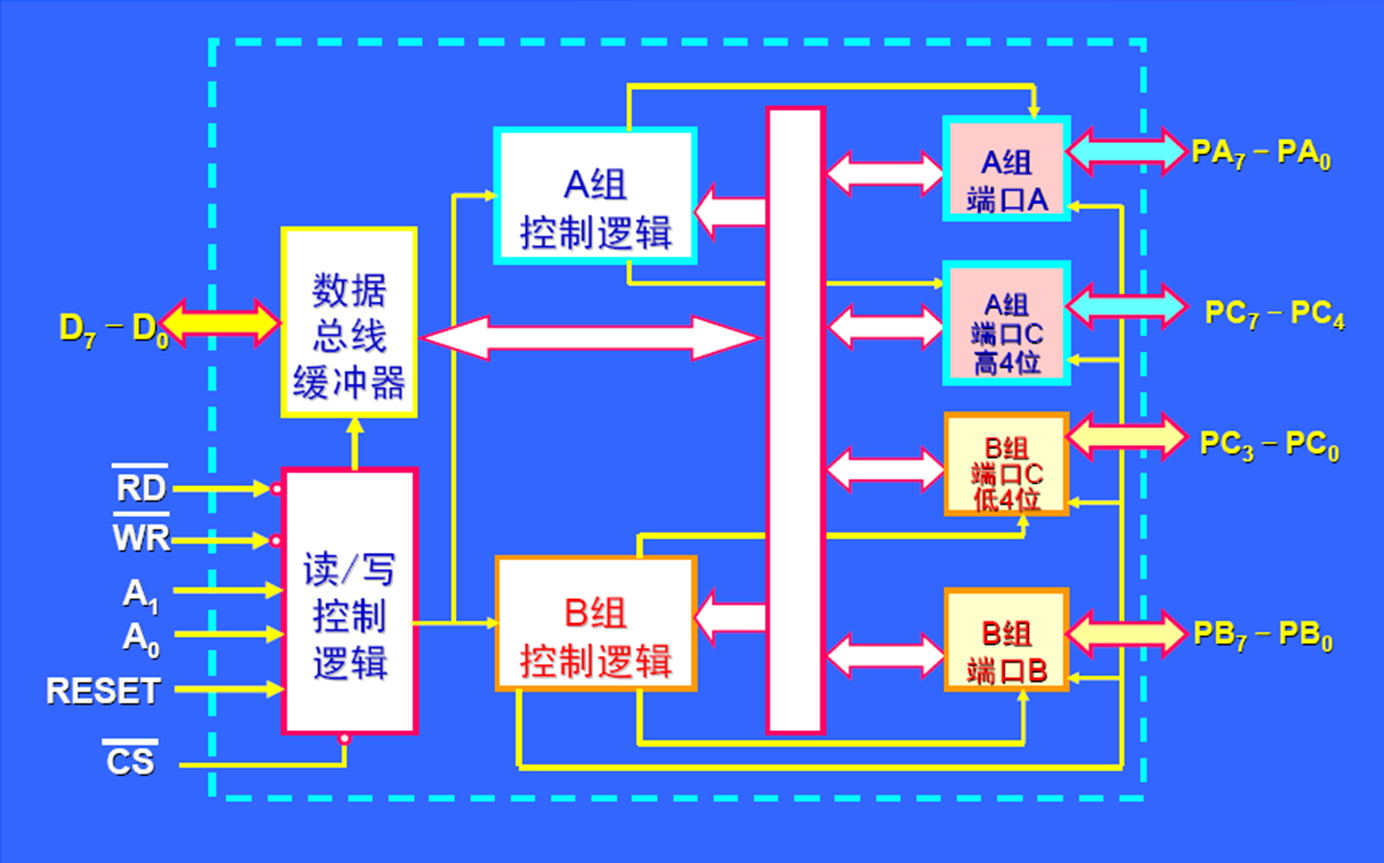 A组
控制逻辑
A组
端口A
PA7－PA0
数据
总线
缓冲器
D7－D0
A组
端口C
高4位
PC7－PC4
B组
端口C
低4位
PC3－PC0
RD
WR
A1
A0
RESET
CS
读/写
控制
逻辑
B组
控制逻辑
B组
端口B
PB7－PB0